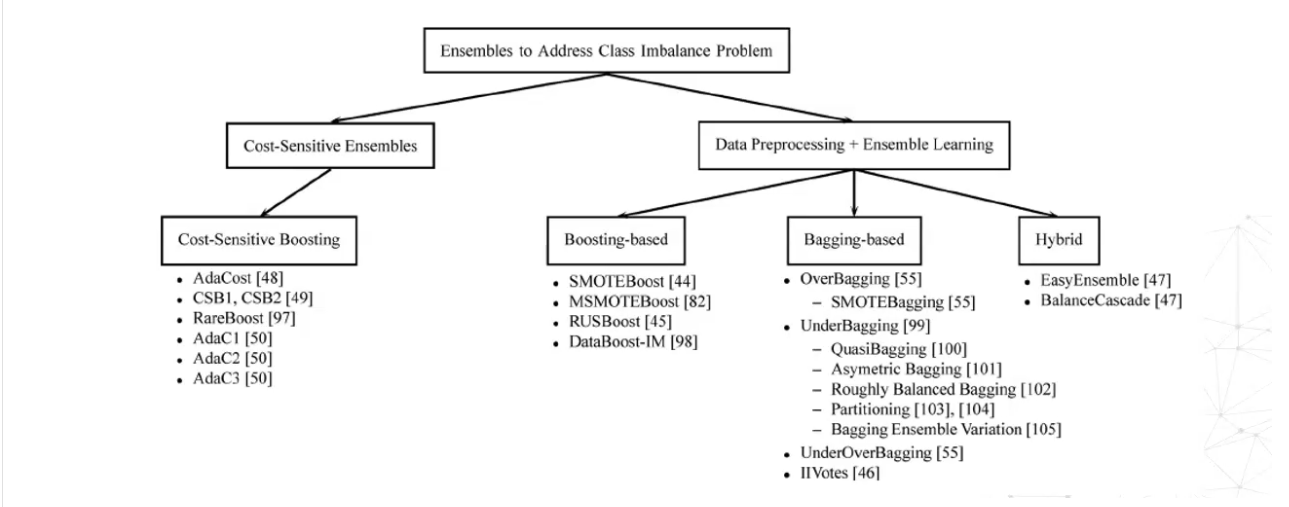 Ensembles to Address Class Imbalance Problem
Cost-Sensitive Ensembles
Data Preprocessing + Ensemble Learning
Cost-Sensitive Boosting
• AdaCost [48]
• CSB1, CSB2 [49]
• RareBoost [97]
• AdaC1 [50]
• AdaC2 [50]
• AdaC3 [50]
Boosting-based
• SMOTEBoost [44]
• MSMOTEBoost [82]
• RUSBoost [45]
• DataBoost-IM [98]
Bagging-based
• OverBagging [55]
– SMOTEBagging [55]
• UnderBagging [99]
– QuasiBagging [100]
– Asymetric Bagging [101]
– Roughly Balanced Bagging [102]
– Partitioning [103], [104]
– Bagging Ensemble Variation [105]
• UnderOverBagging [55]
• IIVotes [46]
Hybrid
• EasyEnsemble [47]
• BalanceCascade [47]